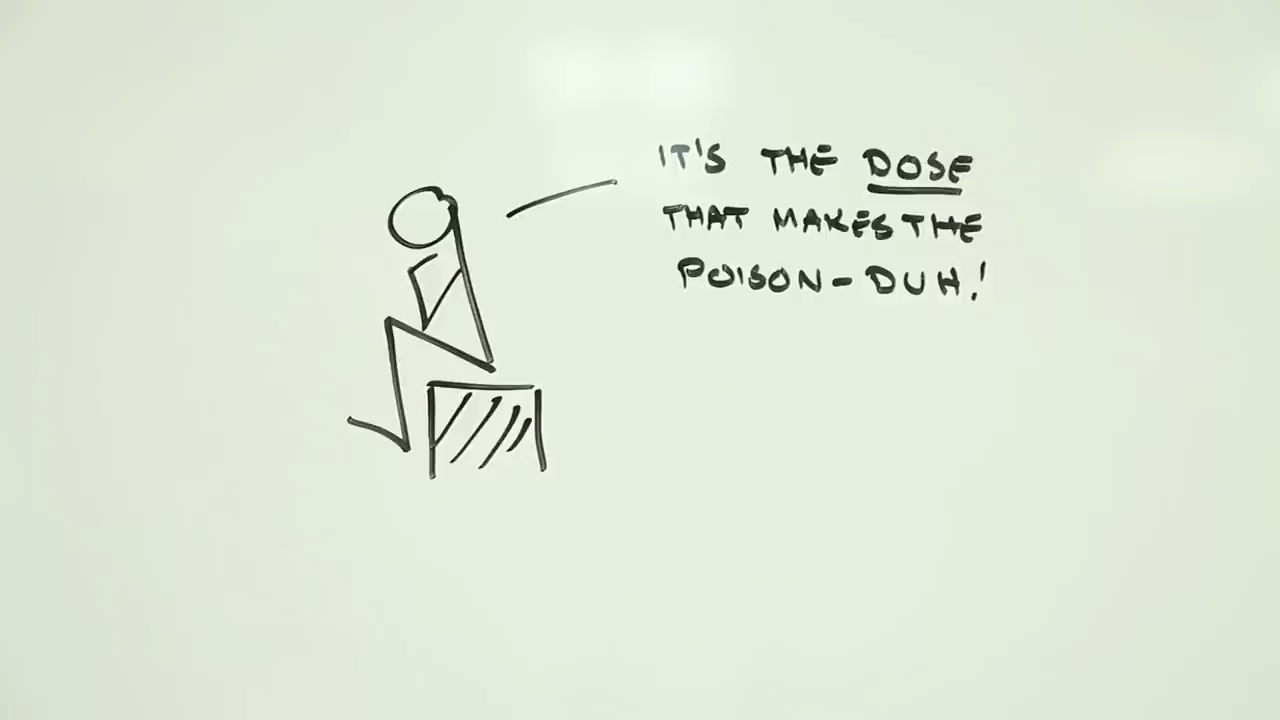 IT'S THE DOSE
THAT MAKES THE
POISON - DUH!